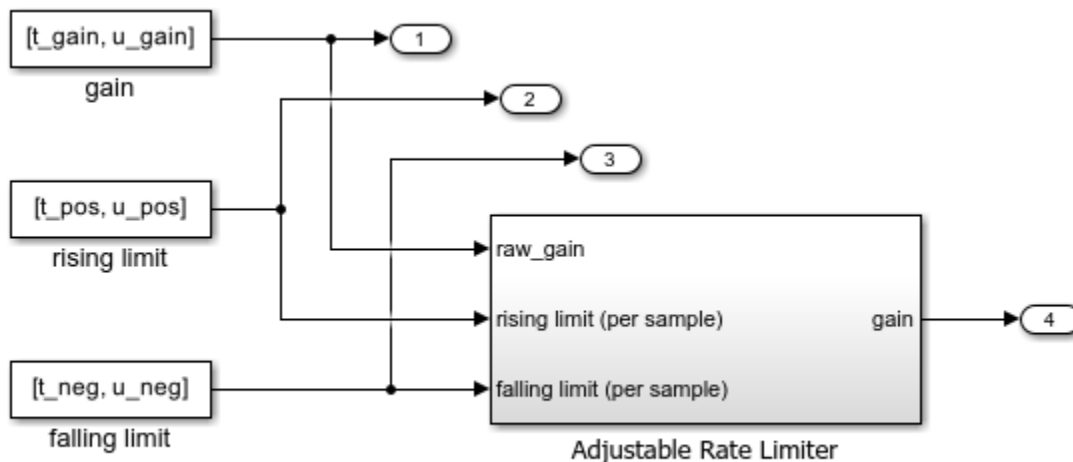 [t_gain, u_gain]
gain
1
2
3
[t_pos, u_pos]
rising limit
raw_gain
rising limit (per sample)
gain
4
[t_neg, u_neg]
falling limit (per sample)
falling limit
Adjustable Rate Limiter